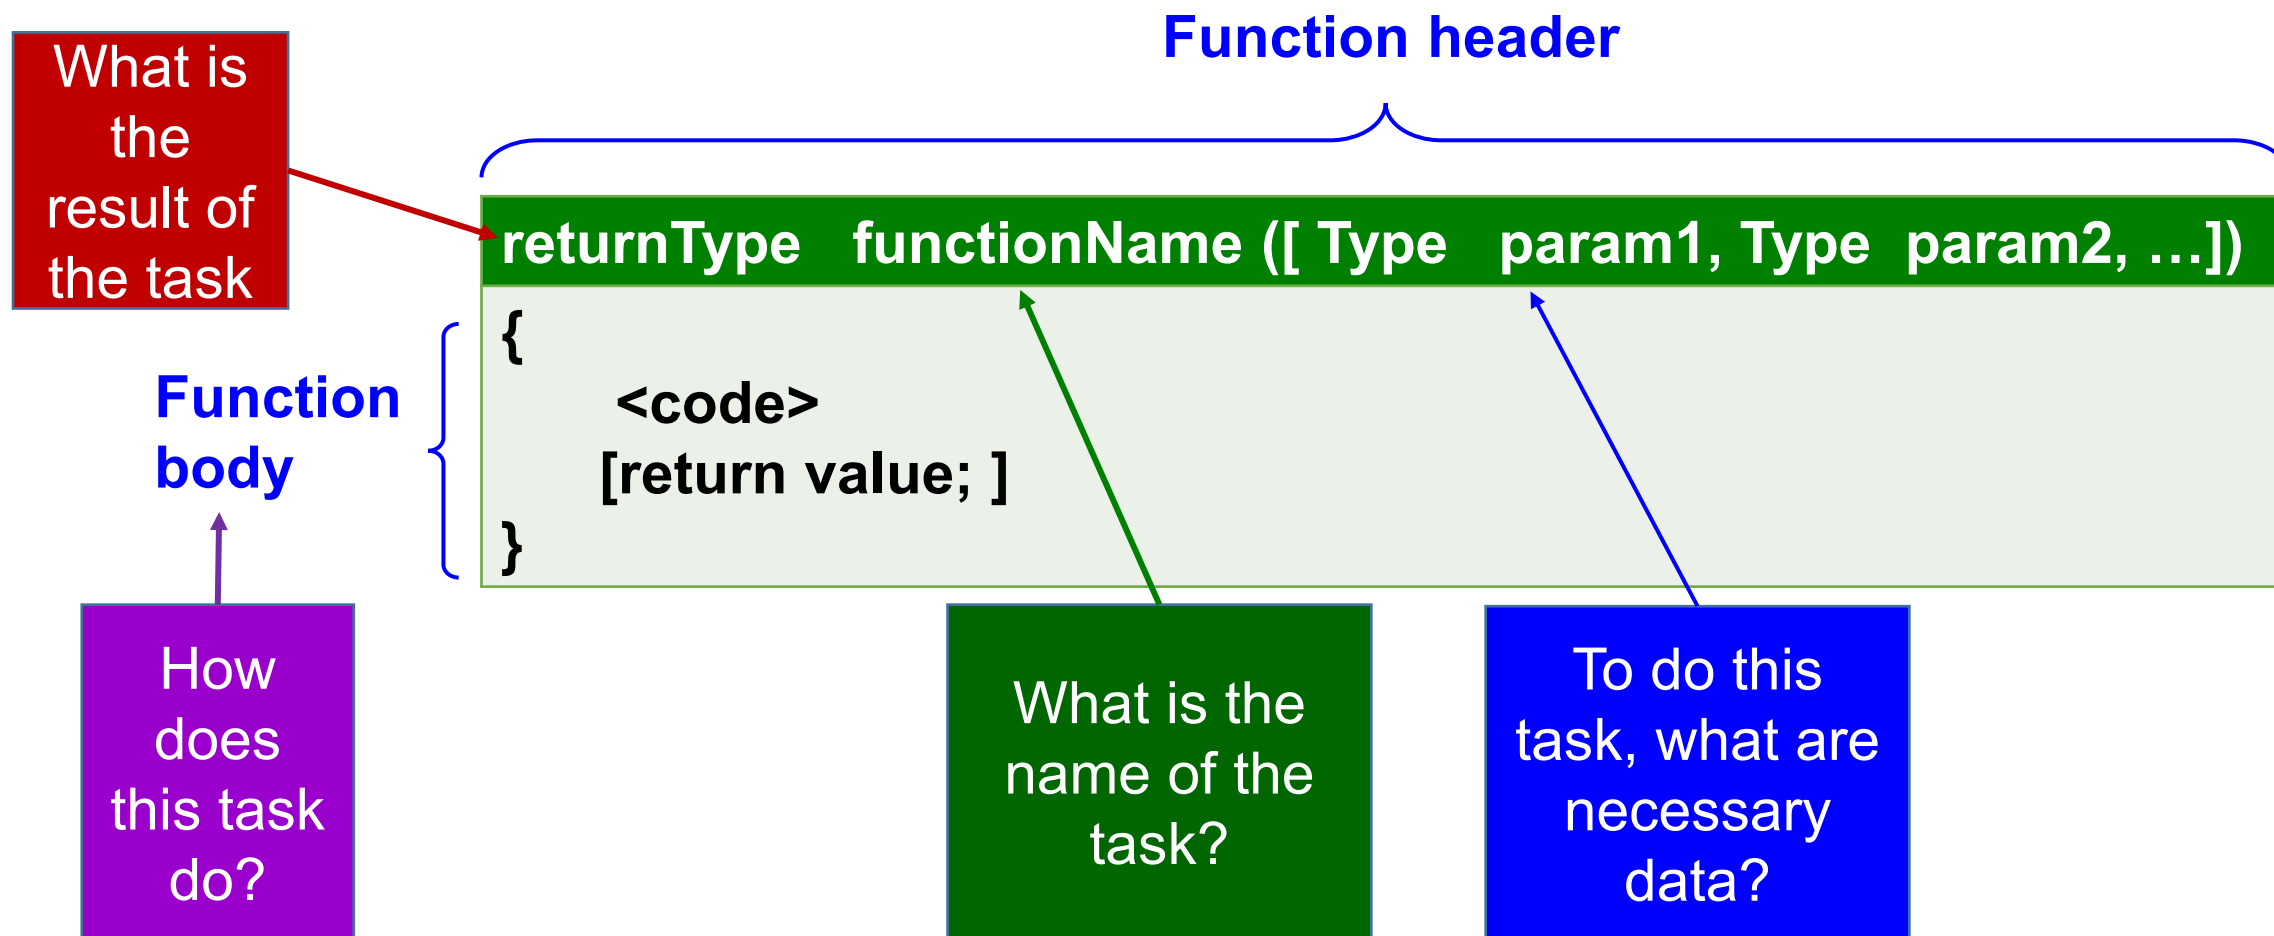 Function header
What is
the
result of
the task
returnType functionName ([ Type param1, Type param2, …])
{
<code>
[return value; ]
}
Function
body
How
does
this task
do?
What is the
name of the
task?
To do this
task, what are
necessary
data?